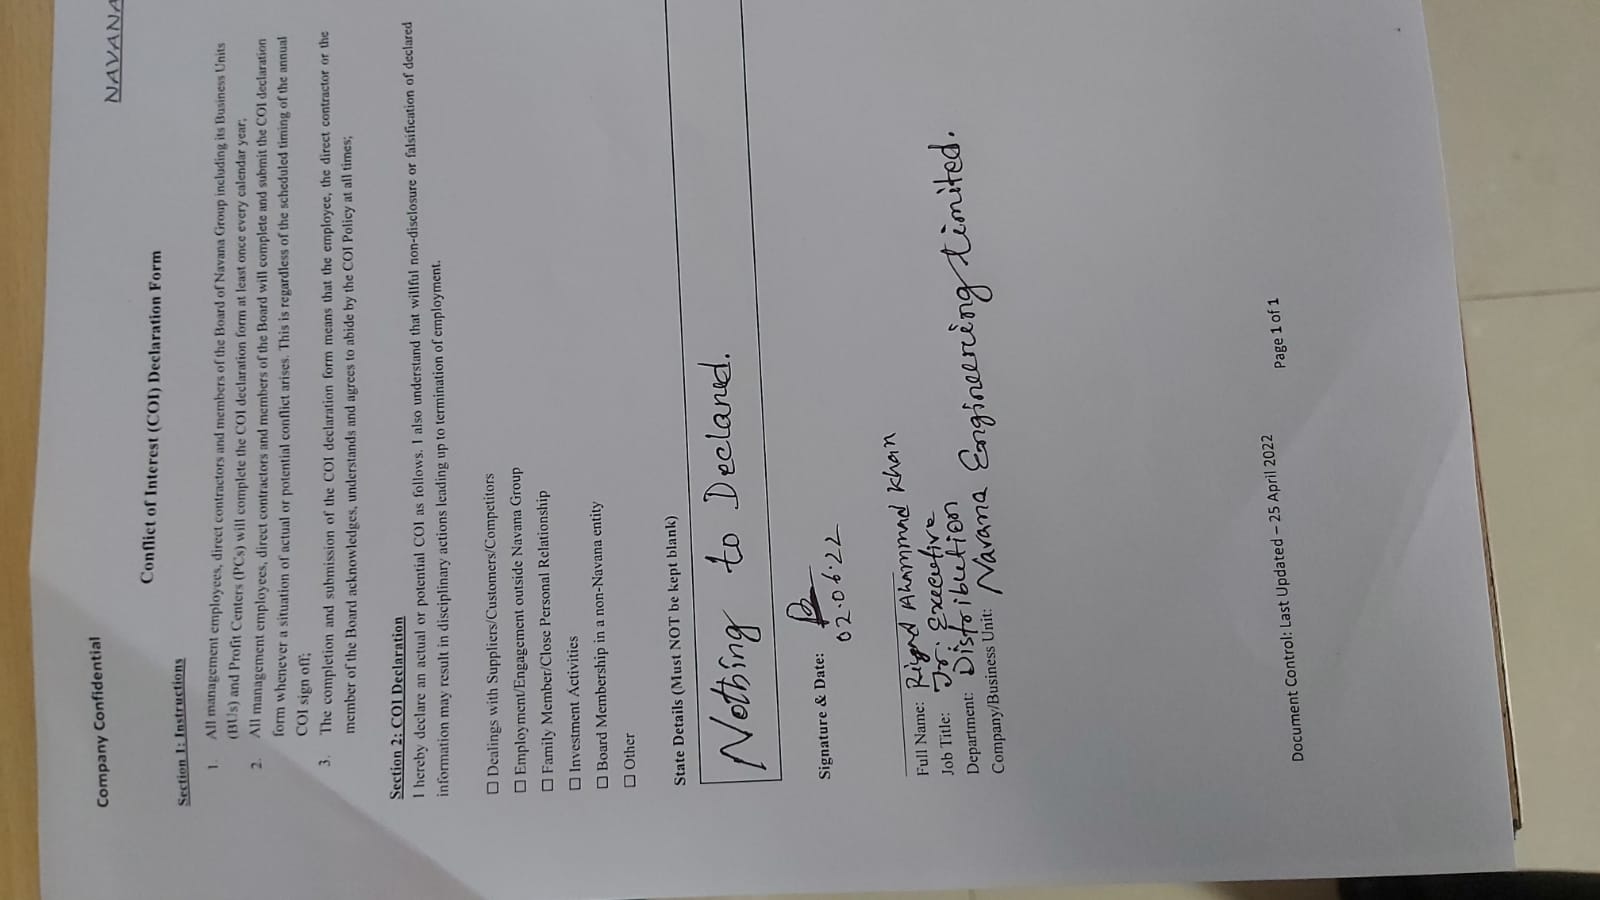 Company Confidential
NAVANA
Conflict of Interest (COI) Declaration Form
Section 1: Instructions
1. All management employees, direct contractors and members of the Board of Navana Group including its Business Units
(BUs) and Profit Centers (PCs) will complete the COI declaration form at least once every calendar year;
2. All management employees, direct contractors and members of the Board will complete and submit the COI declaration
form whenever a situation of actual or potential conflict arises. This is regardless of the scheduled timing of the annual
COI sign off;
3. The completion and submission of the COI declaration form means that the employee, the direct contractor or the
member of the Board acknowledges, understands and agrees to abide by the COI Policy at all times;
Section 2: COI Declaration
I hereby declare an actual or potential COI as follows. I also understand that willful non-disclosure or falsification of declared
information may result in disciplinary actions leading up to termination of employment.
☐ Dealings with Suppliers/Customers/Competitors
☐ Employment/Engagement outside Navana Group
☐ Family Member/Close Personal Relationship
☐ Investment Activities
☐ Board Membership in a non-Navana entity
☐ Other
State Details (Must NOT be kept blank)
Nothing to Declared.
Signature & Date:
02.06.22
Full Name: Riyad Ahammad Khan
Job Title: Jr. Executive
Department: Distribution
Company/Business Unit: Navana Engineering Limited.
Document Control: Last Updated – 25 April 2022 Page 1 of 1